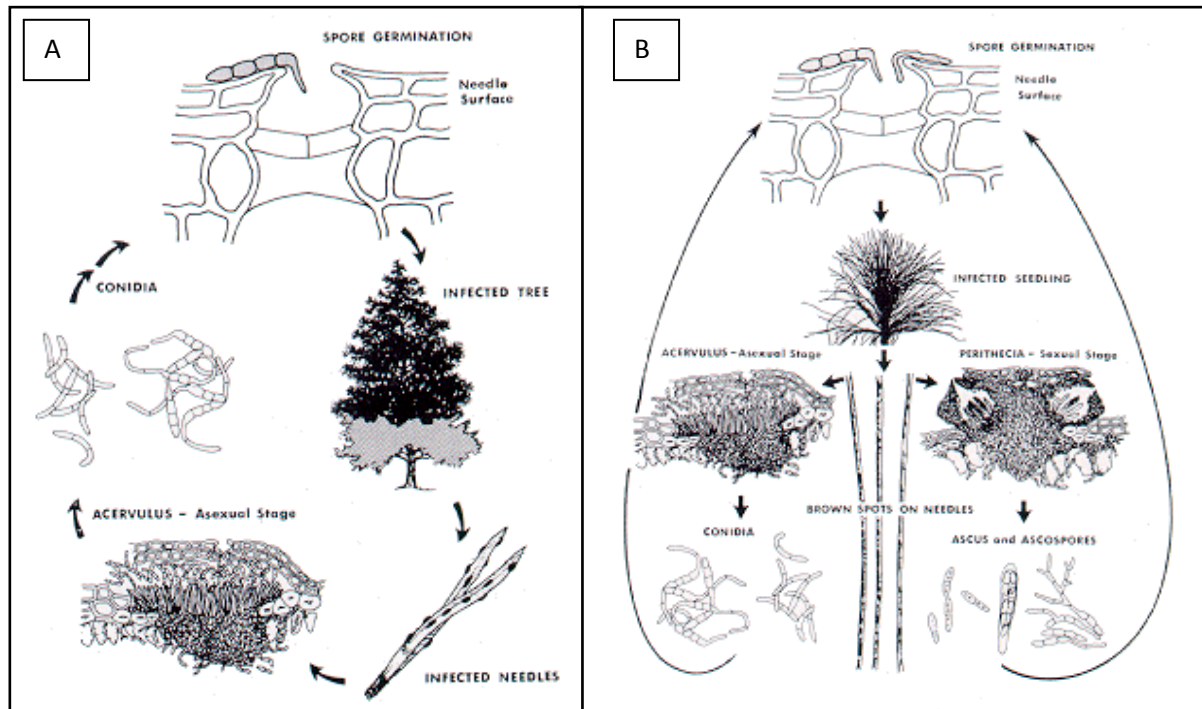 A
SPORE GERMINATION
Needle
Surface
CONIDIA
INFECTED TREE
ACERVULUS – Asexual Stage
INFECTED NEEDLES
B
SPORE GERMINATION
Needle
Surface
INFECTED SEEDLING
ACERVULUS – Asexual Stage
PERITHECIA – Sexual Stage
BROWN SPOTS ON NEEDLES
CONIDIA
ASCUS and ASCOSPORES